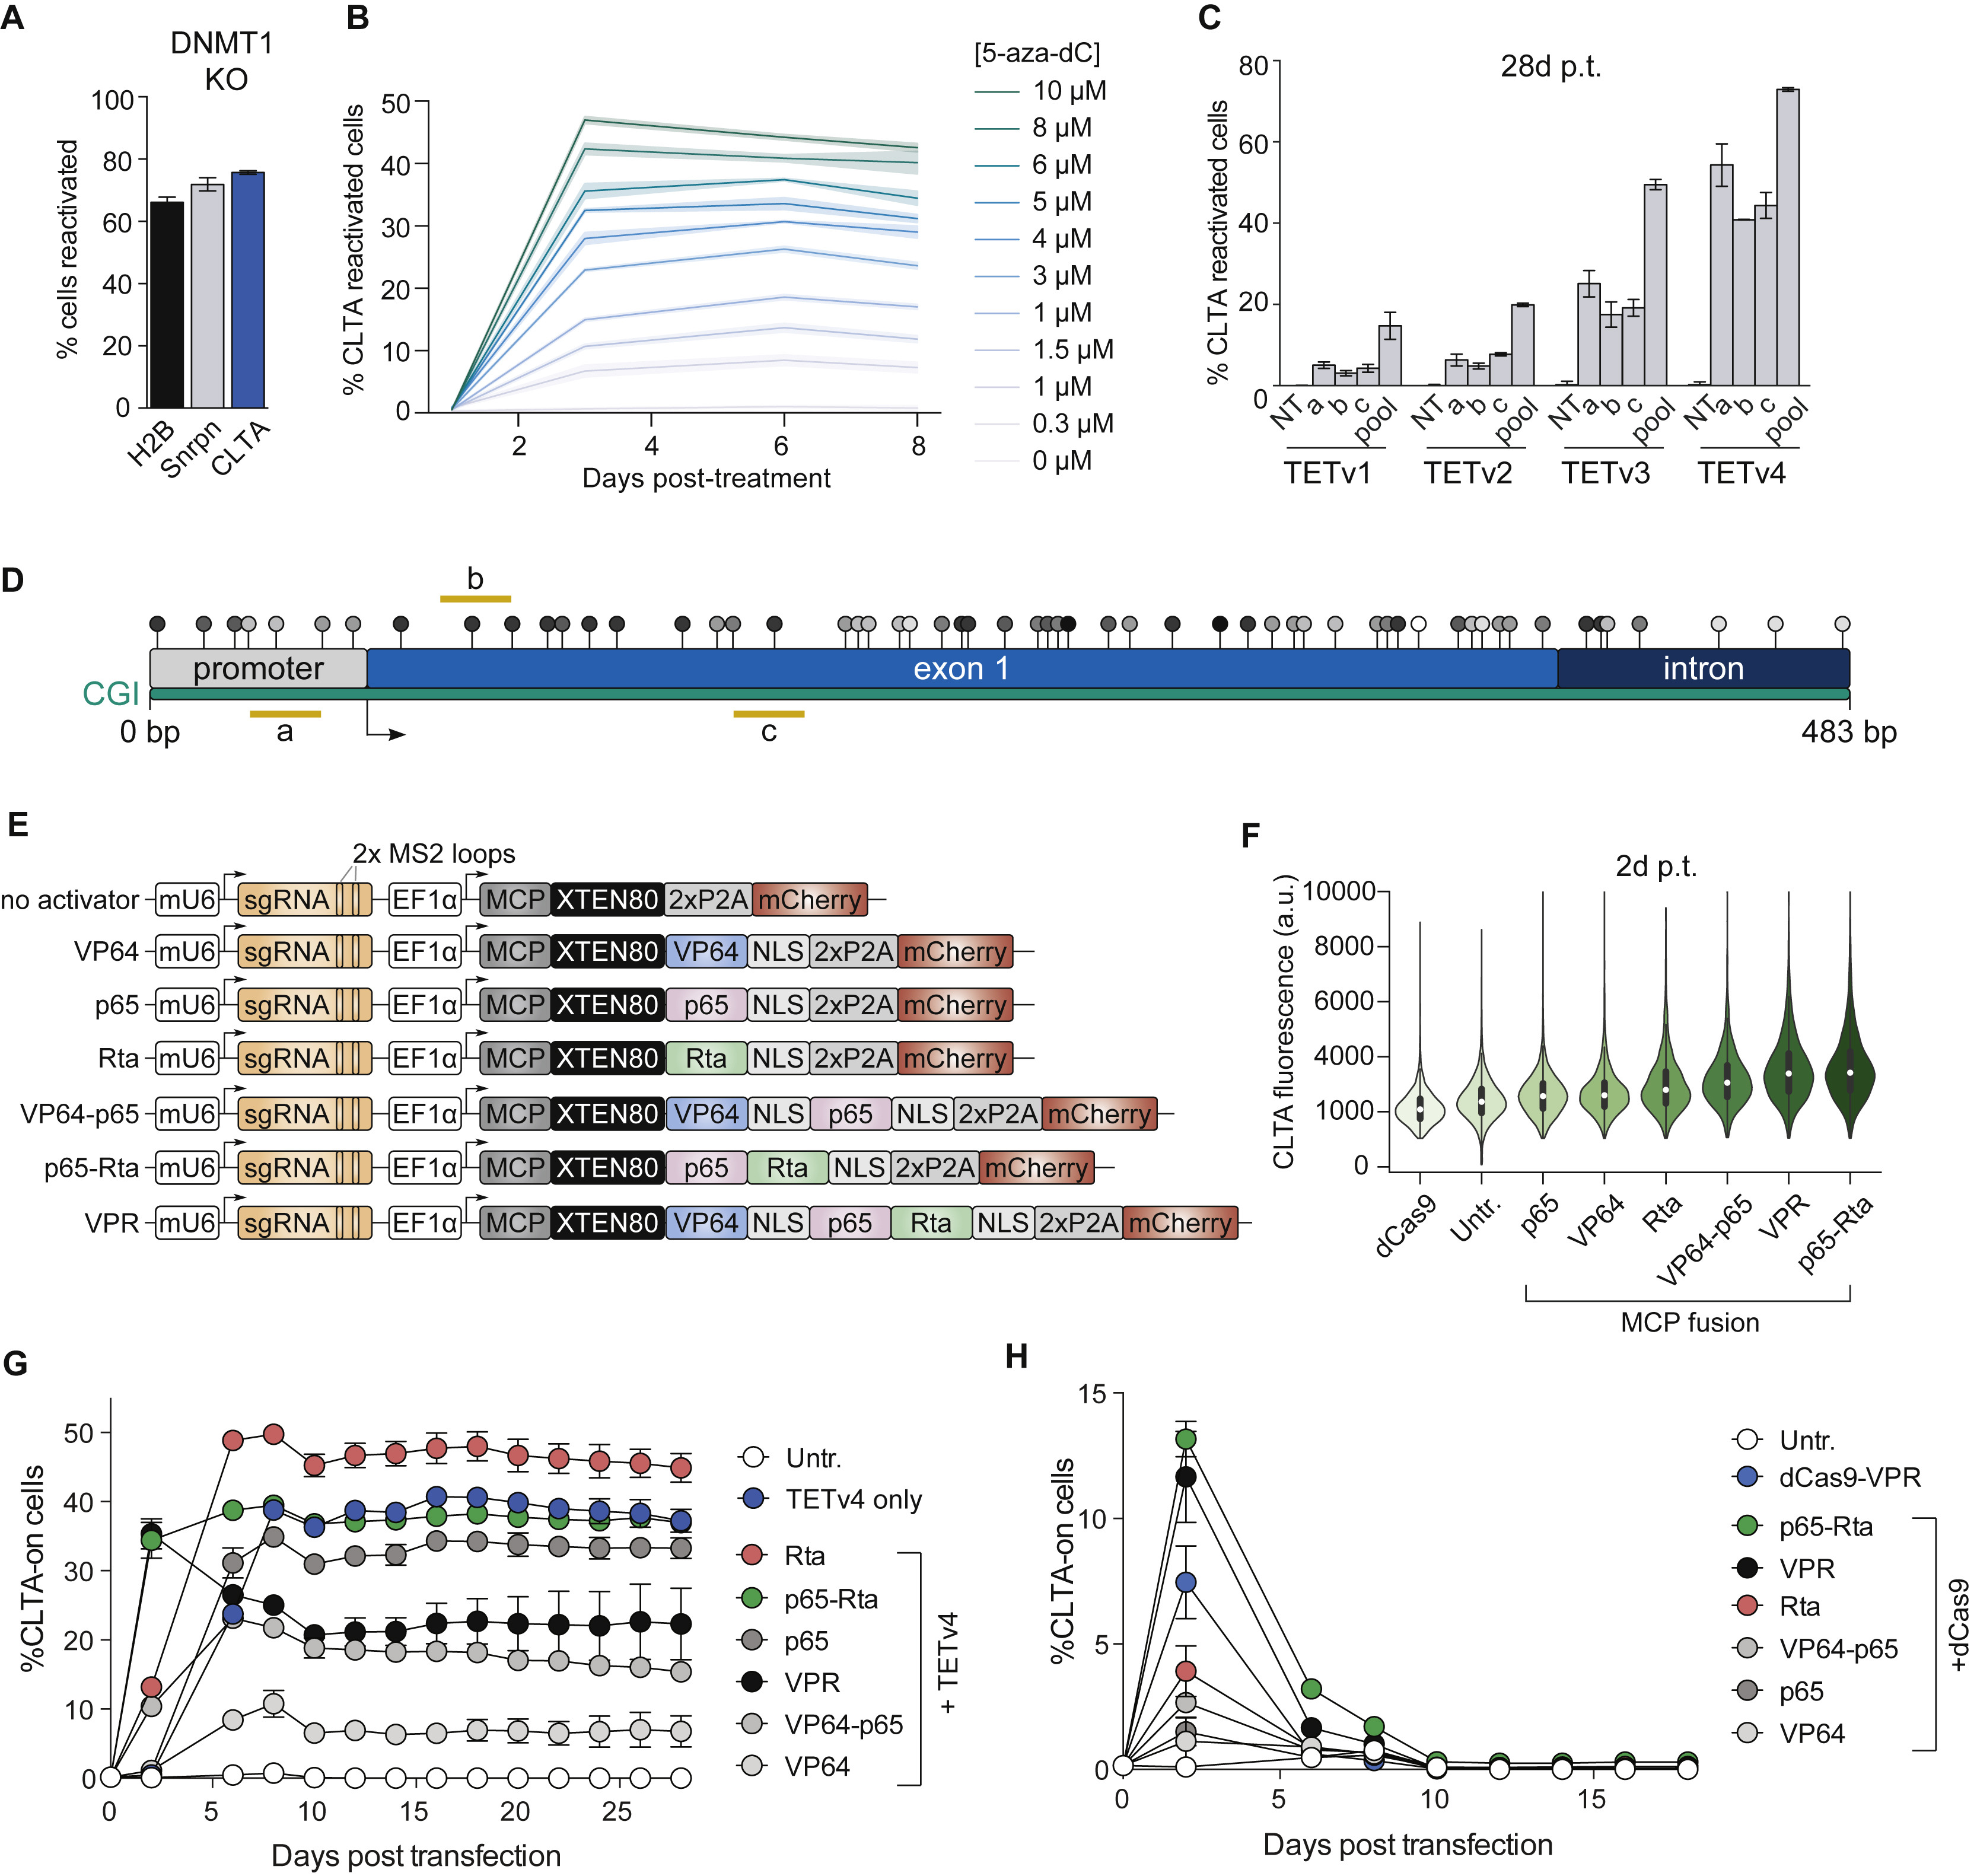 A
DNMT1
KO
% cells reactivated
100
80
60
40
20
0
H2B
Snrpn
CLTA
B
% CLTA reactivated cells
50
40
30
20
10
0
2
4
6
8
Days post-treatment
[5-aza-dC]
10 µM
8 µM
6 µM
5 µM
4 µM
3 µM
1 µM
1.5 µM
1 µM
0.3 µM
0 µM
C
28d p.t.
% CLTA reactivated cells
80
60
40
20
0
NT a b c pool
NT a b c pool
NT a b c pool
NT a b c pool
TETv1
TETv2
TETv3
TETv4
D
b
promoter
exon 1
intron
CGI
0 bp
a
c
483 bp
E
2x MS2 loops
no activator mU6 sgRNA EF1α MCP XTEN80 2xP2A mCherry
VP64 mU6 sgRNA EF1α MCP XTEN80 VP64 NLS 2xP2A mCherry
p65 mU6 sgRNA EF1α MCP XTEN80 p65 NLS 2xP2A mCherry
Rta mU6 sgRNA EF1α MCP XTEN80 Rta NLS 2xP2A mCherry
VP64-p65 mU6 sgRNA EF1α MCP XTEN80 VP64 NLS p65 NLS 2xP2A mCherry
p65-Rta mU6 sgRNA EF1α MCP XTEN80 p65 Rta NLS 2xP2A mCherry
VPR mU6 sgRNA EF1α MCP XTEN80 VP64 NLS p65 Rta NLS 2xP2A mCherry
F
2d p.t.
CLTA fluorescence (a.u.)
10000
8000
6000
4000
1000
0
dCas9
Untr.
p65
VP64
Rta
VP64-p65
VPR
p65-Rta
MCP fusion
G
%CLTA-on cells
50
40
30
20
10
0
0
5
10
15
20
25
Days post transfection
Untr.
TETv4 only
Rta
p65-Rta
p65
VPR
VP64-p65
VP64
+ TETv4
H
%CLTA-on cells
15
10
5
0
0
5
10
15
Days post transfection
Untr.
dCas9-VPR
p65-Rta
VPR
Rta
VP64-p65
p65
VP64
+dCas9